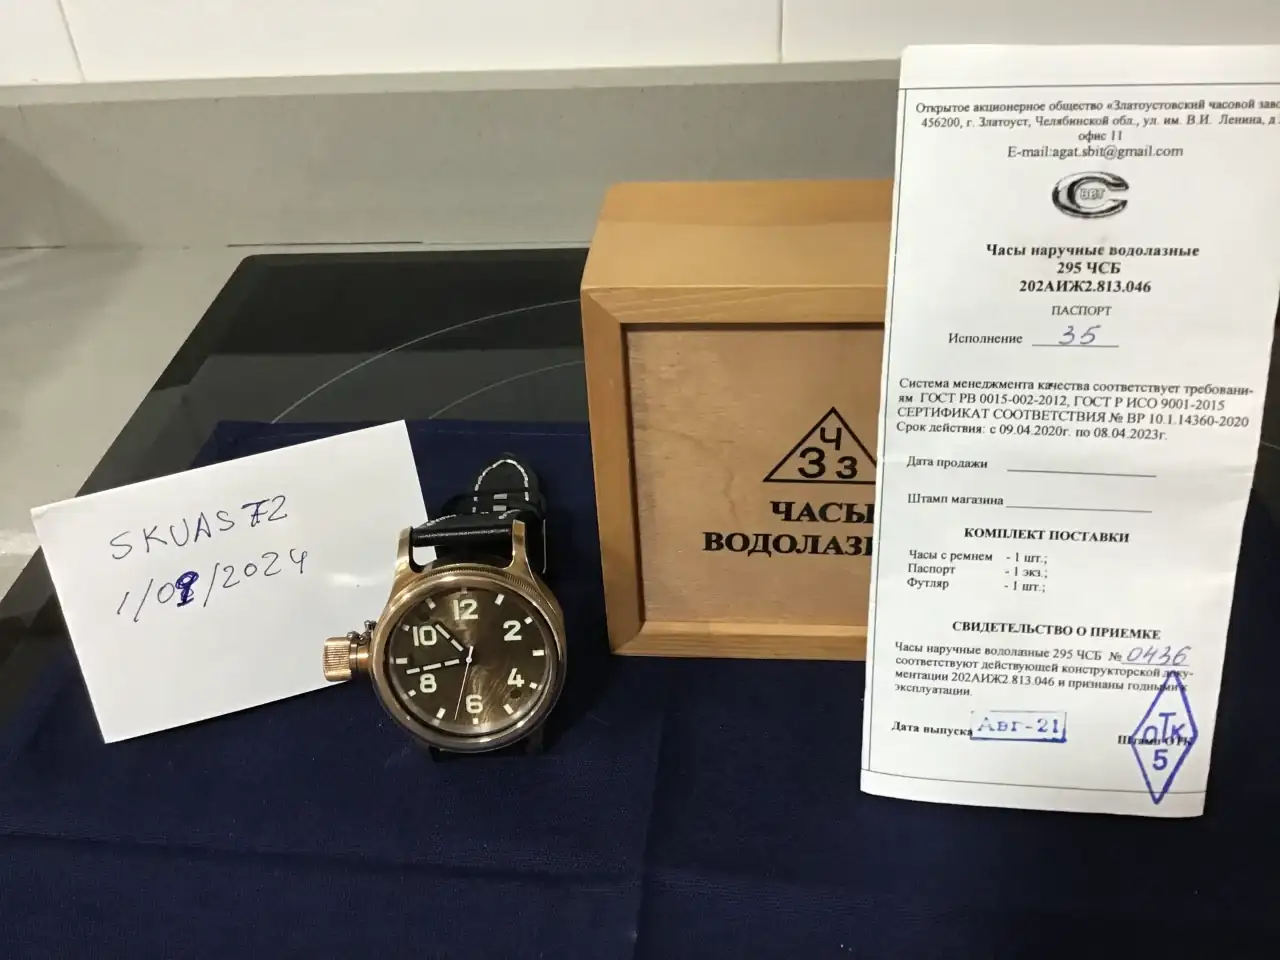 SKUAS72
1/09/2024
12
2
4
6
8
10
ЧЗЗ
ЧАСЫ
ВОДОЛАЗ
Открытое акционерное общество «Златоустовский часовой
456200, г. Златоуст, Челябинской обл., ул. им. В.И. Ленина, д
офис 11
E-mail:agat.sbit@gmail.com
Свет
Часы наручные водолазные
295 ЧСБ
202АИЖ2.813.046
ПАСПОРТ
Исполнение 35
Система менеджмента качества соответствует требовани-
ям ГОСТ РВ 0015-002-2012, ГОСТ Р ИСО 9001-2015
СЕРТИФИКАТ СООТВЕТСТВИЯ № ВР 10.1.14360-2020
Срок действия: с 09.04.2020г. по 08.04.2023г.
Дата продажи
Штамп магазина
КОМПЛЕКТ ПОСТАВКИ
Часы с ремнем - 1 шт.;
Паспорт - 1 экз.;
Футляр - 1 шт.;
СВИДЕТЕЛЬСТВО О ПРИЕМКЕ
Часы наручные водолазные 295 ЧСБ № 0436
соответствуют действующей конструкторской доку-
ментации 202АИЖ2.813.046 и признаны годными к
эксплуатации.
Дата выпуска Авг-21
Штамп ОТК
ОТК
5